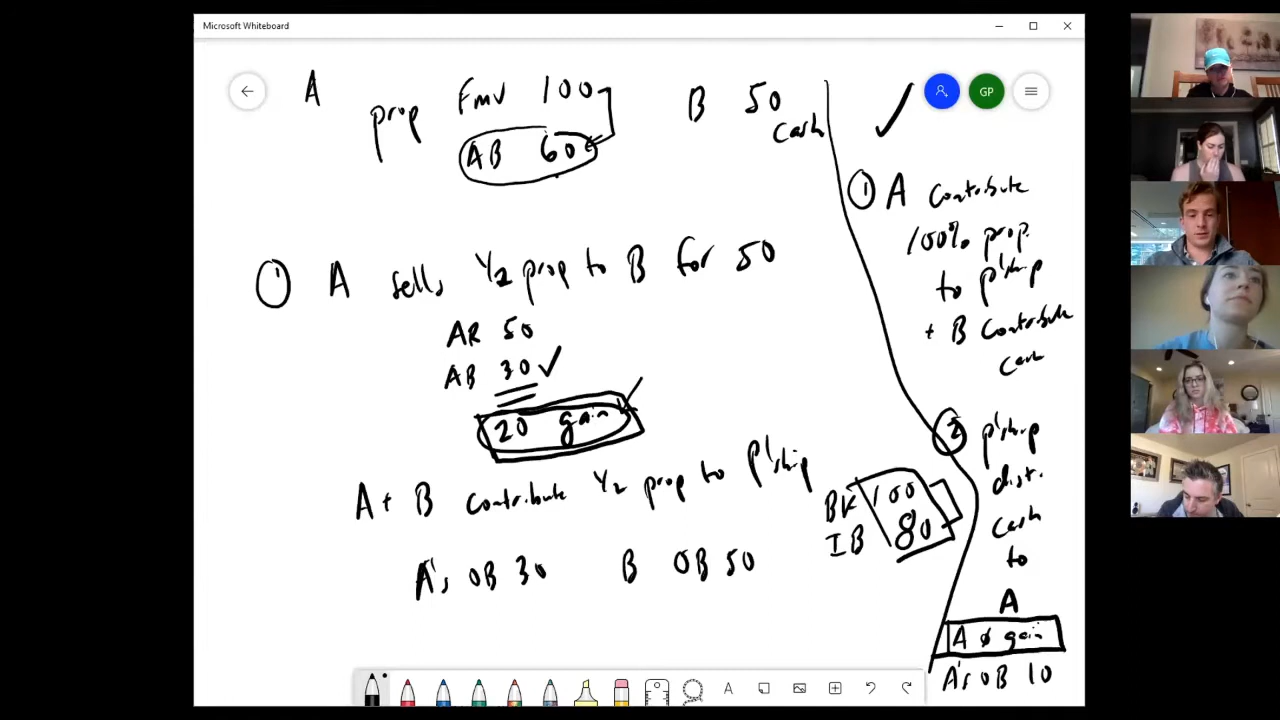 Microsoft Whiteboard
GP
A prop FMV 100 B 50
AB 60 cash
① A sells ½ prop to B for 50
AR 50
AB 30 ✓
20 gain
A + B contribute ½ prop to p'ship
A's OB 30 B OB 50
BK 100
IB 80
✓
① A contribute
100% prop.
to p'ship
+ B contribute
cash
② p'ship
dist.
cash
to
A
A ∅ gain
A's OB 10
A